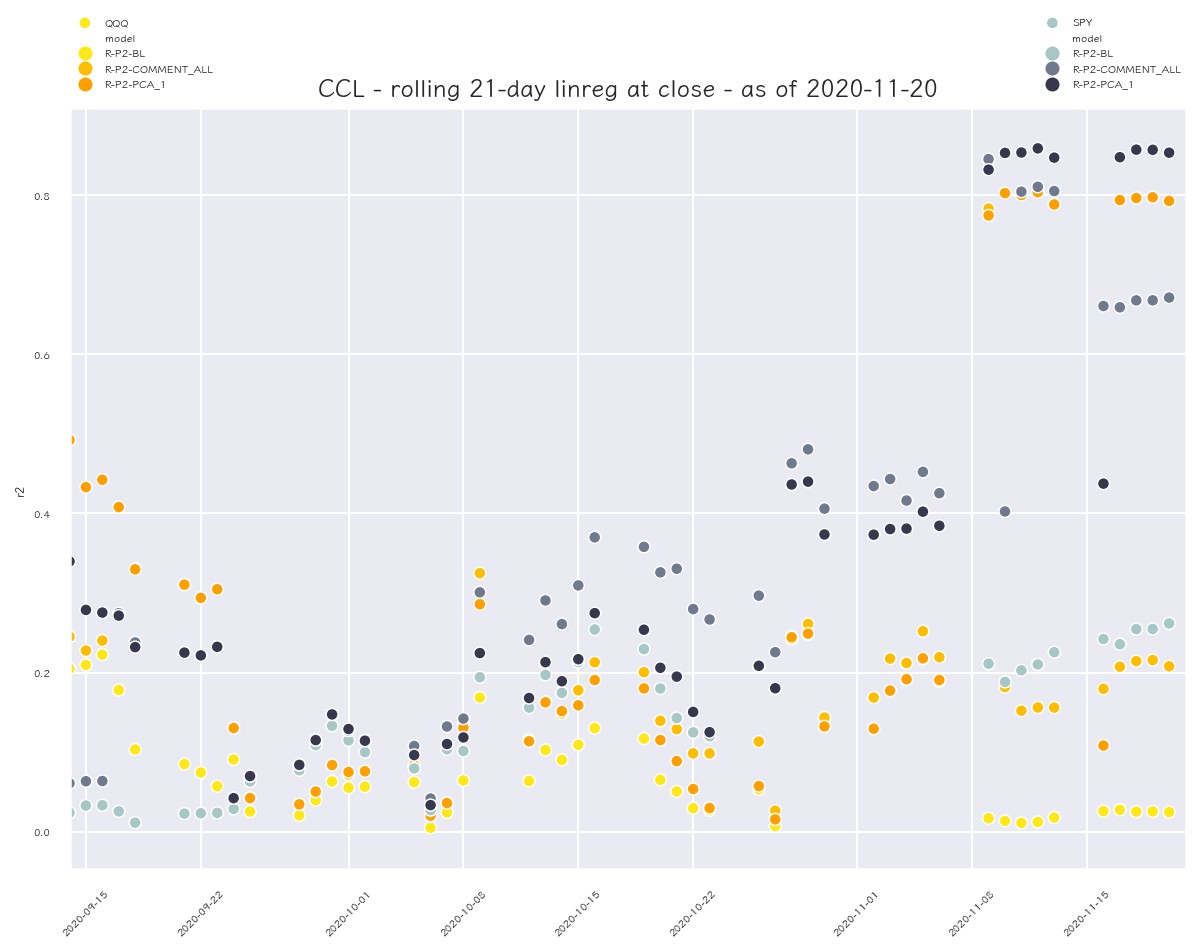 QQQ
model
R-P2-BL
R-P2-COMMENT_ALL
R-P2-PCA_1
SPY
model
R-P2-BL
R-P2-COMMENT_ALL
R-P2-PCA_1
CCL - rolling 21-day linreg at close - as of 2020-11-20
r2
0.8
0.6
0.4
0.2
0.0
2020-09-15
2020-09-22
2020-10-01
2020-10-08
2020-10-15
2020-10-22
2020-11-01
2020-11-08
2020-11-15